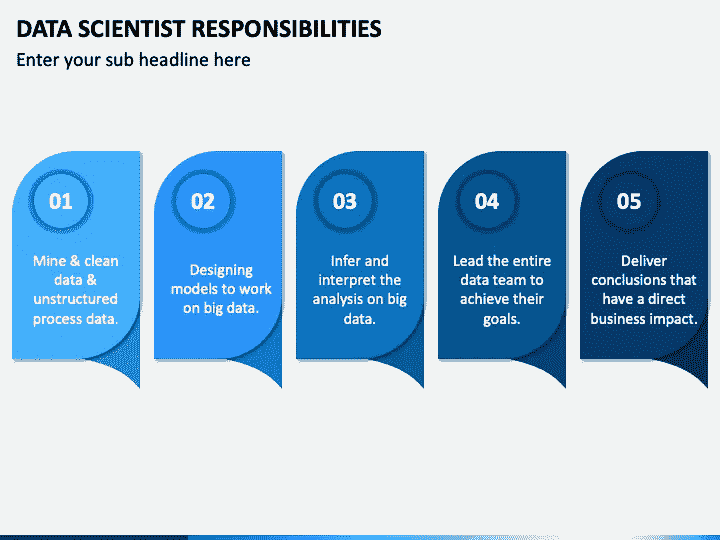 DATA SCIENTIST RESPONSIBILITIES
Enter your sub headline here
01
Mine & clean
data &
unstructured
process data.
02
Designing
models to work
on big data.
03
Infer and
interpret the
analysis on big
data.
04
Lead the entire
data team to
achieve their
goals.
05
Deliver
conclusions that
have a direct
business impact.